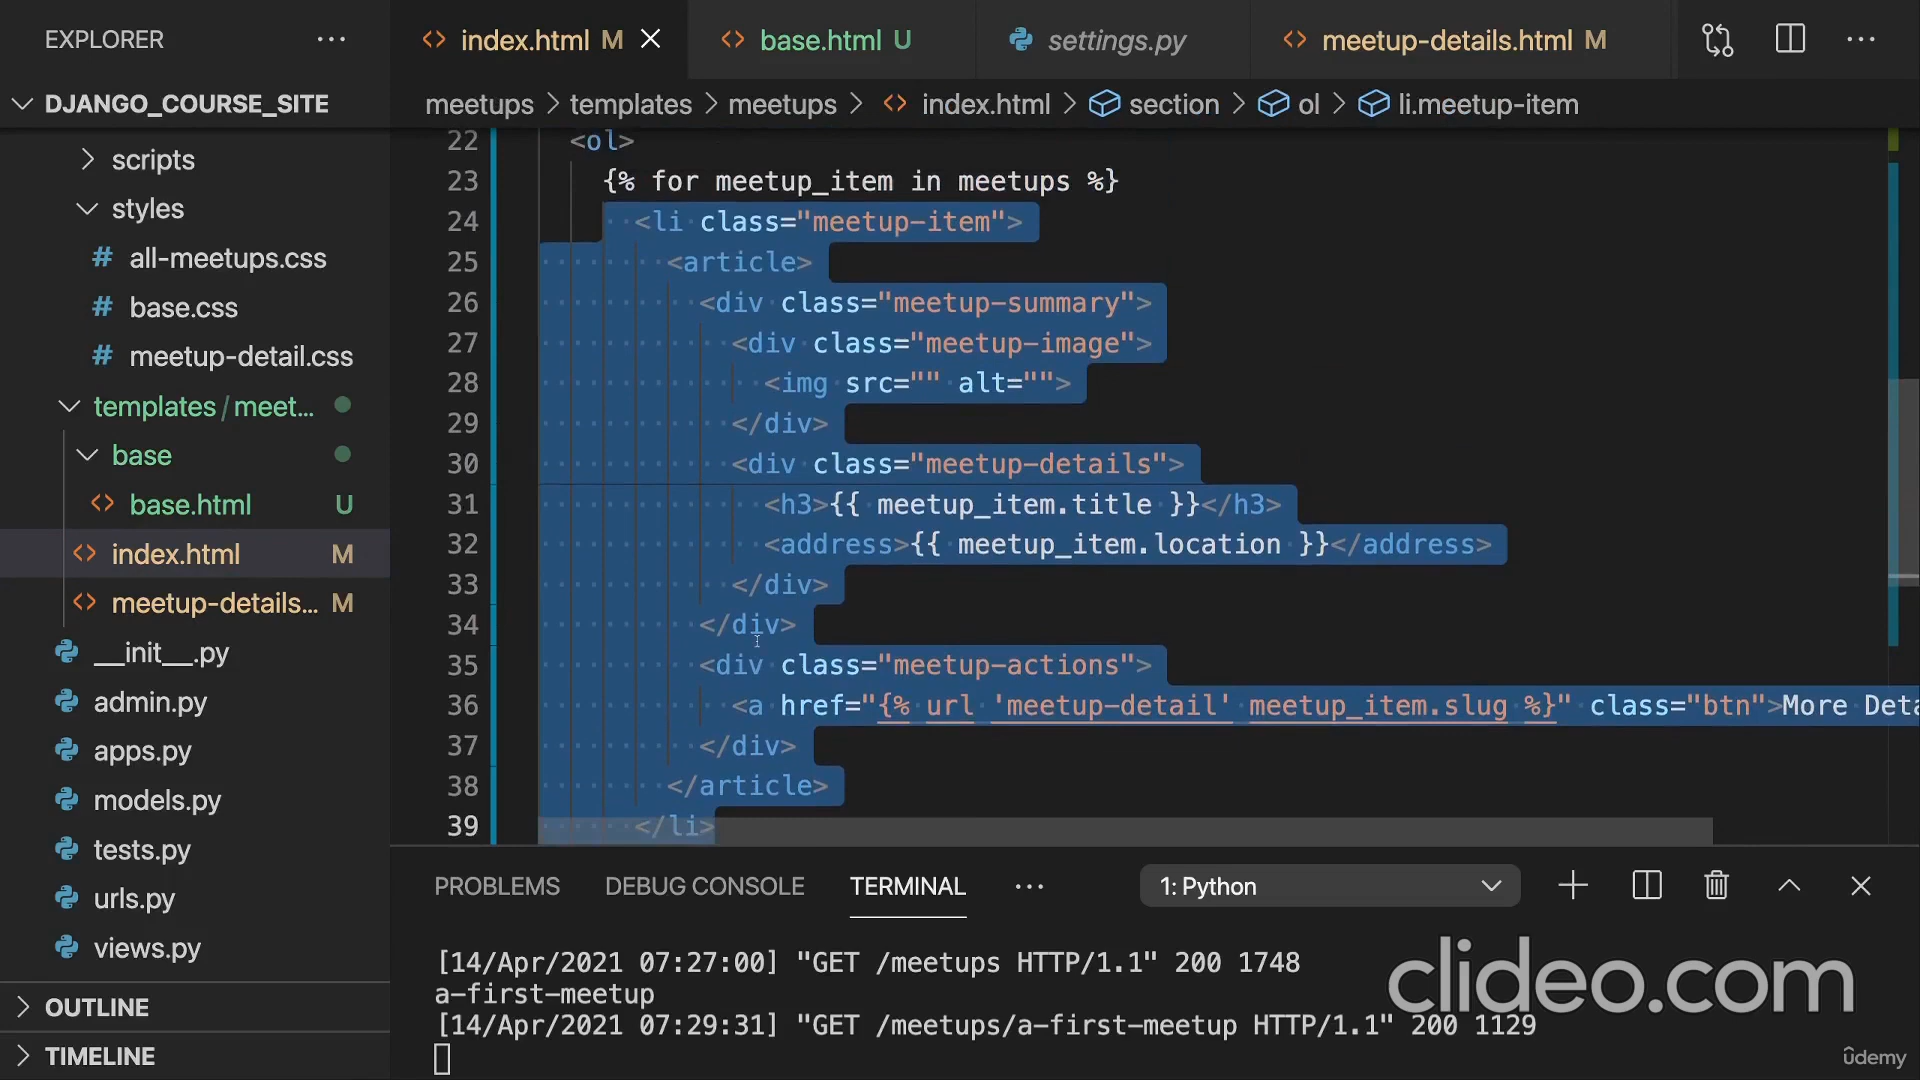 EXPLORER ···
index.html M
base.html U
settings.py
meetup-details.html M
···
DJANGO_COURSE_SITE
meetups > templates > meetups > index.html > section > ol > li.meetup-item
scripts
styles
# all-meetups.css
# base.css
# meetup-detail.css
templates/meet...
base
base.html U
index.html M
meetup-details... M
__init__.py
admin.py
apps.py
models.py
tests.py
urls.py
views.py
OUTLINE
TIMELINE
22 <ol>
23 {% for meetup_item in meetups %}
24 <li class="meetup-item">
25 <article>
26 <div class="meetup-summary">
27 <div class="meetup-image">
28 <img src="" alt="">
29 </div>
30 <div class="meetup-details">
31 <h3>{{ meetup_item.title }}</h3>
32 <address>{{ meetup_item.location }}</address>
33 </div>
34 </div>
35 <div class="meetup-actions">
36 <a href="{% url 'meetup-detail' meetup_item.slug %}" class="btn">More Deta
37 </div>
38 </article>
39 </li>
PROBLEMS DEBUG CONSOLE TERMINAL ··· 1: Python
[14/Apr/2021 07:27:00] "GET /meetups HTTP/1.1" 200 1748
a-first-meetup
[14/Apr/2021 07:29:31] "GET /meetups/a-first-meetup HTTP/1.1" 200 1129
clideo.com
ûdemy